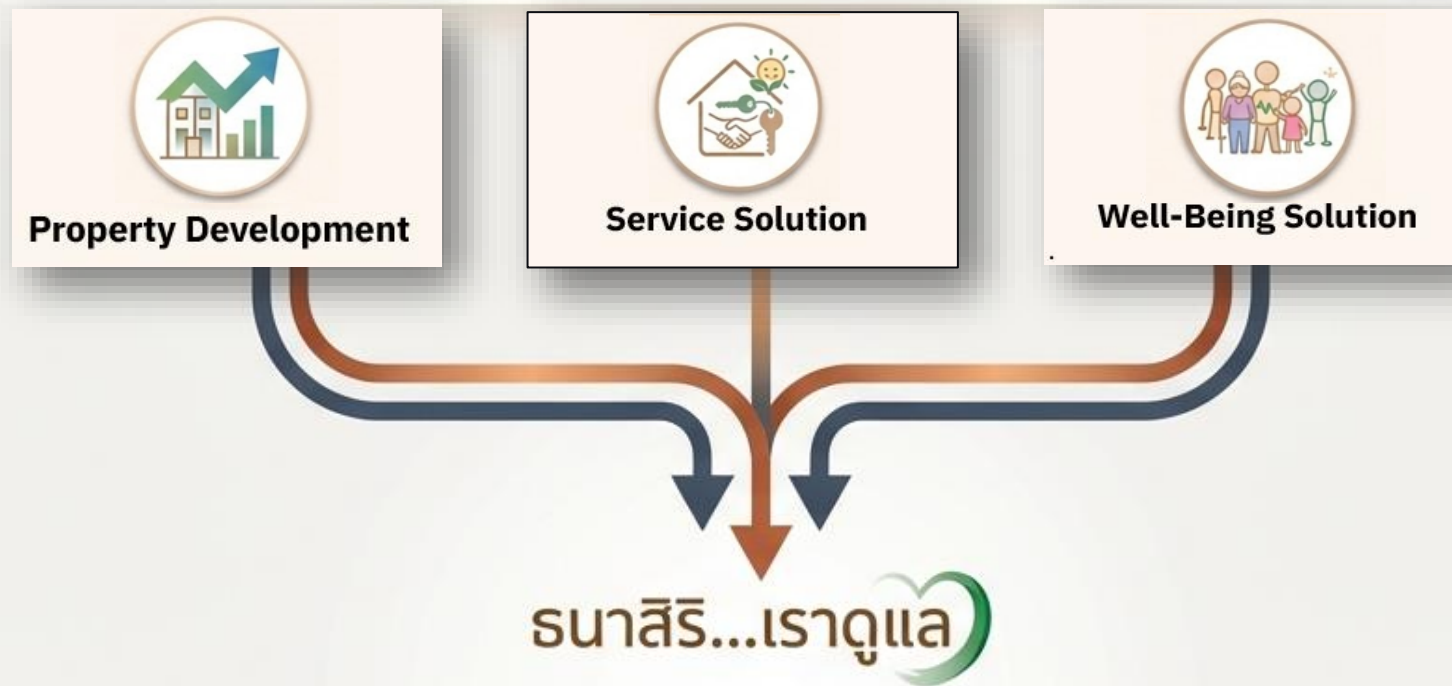 Property Development
Service Solution
Well-Being Solution
.
ธนาสิริ...เราดูแล